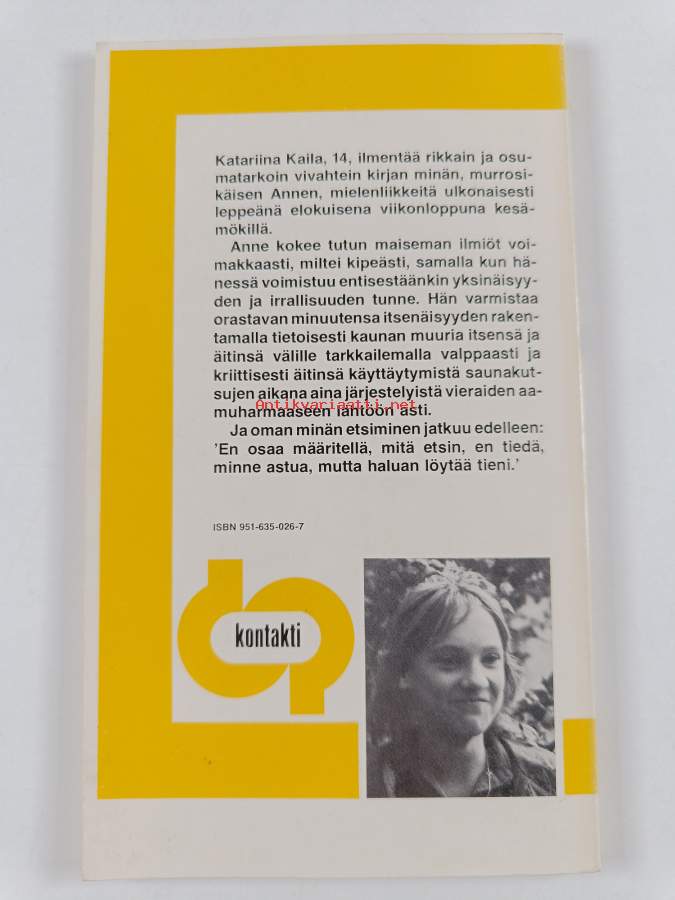 Katariina Kaila, 14, ilmentää rikkain ja osu-
matarkoin vivahtein kirjan minän, murrosi-
käisen Annen, mielenliikkeitä ulkonaisesti
leppeänä elokuisena viikonloppuna kesä-
mökillä.
Anne kokee tutun maiseman ilmiöt voi-
makkaasti, miltei kipeästi, samalla kun hä-
nessä voimistuu entisestäänkin yksinäisyy-
den ja irrallisuuden tunne. Hän varmistaa
orastavan minuutensa itsenäisyyden raken-
tamalla tietoisesti kaunan muuria itsensä ja
äitinsä välille tarkkailemalla valppaasti ja
kriittisesti äitinsä käyttäytymistä saunakut-
sujen aikana aina järjestelyistä vieraiden aa-
muharmaaseen lähtöön asti.
Antikvariaatti.net
Ja oman minän etsiminen jatkuu edelleen:
'En osaa määritellä, mitä etsin, en tiedä,
minne astua, mutta haluan löytää tieni.'
ISBN 951-635-026-7
kontakti